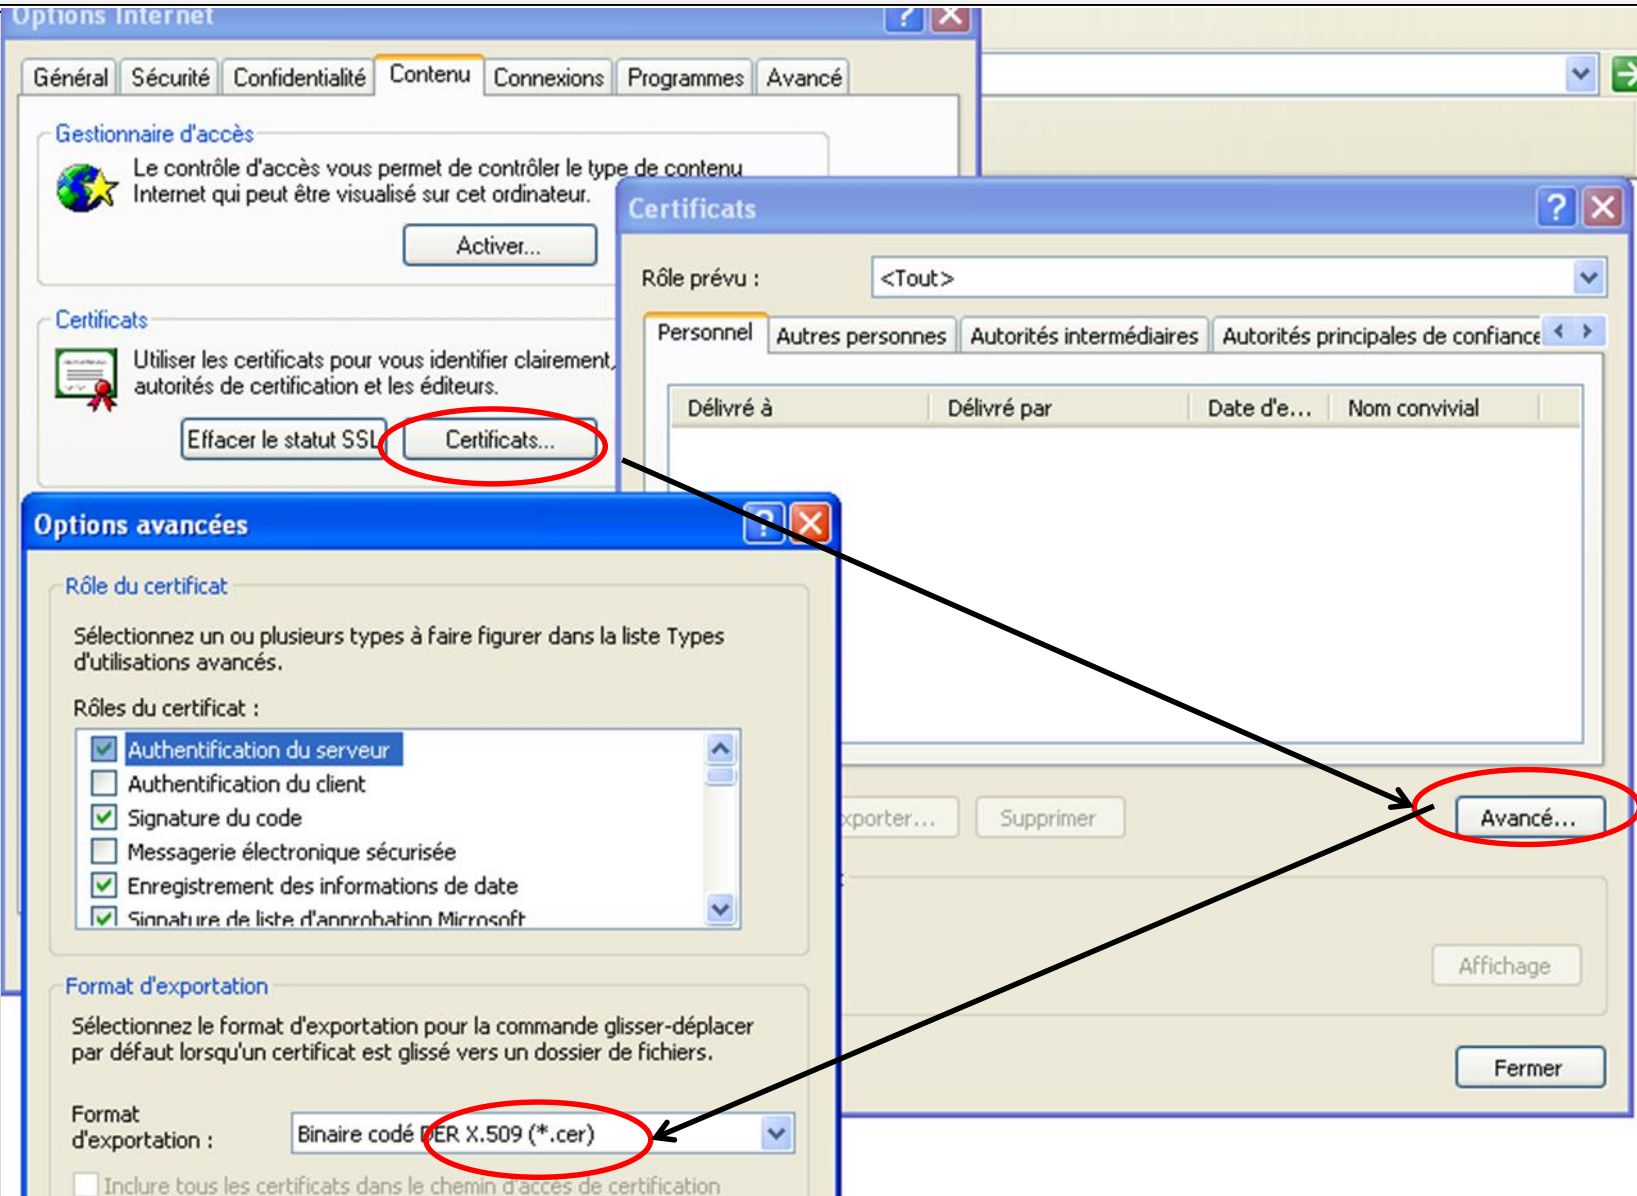 Options Internet
Général Sécurité Confidentialité Contenu Connexions Programmes Avancé
Gestionnaire d'accès
Le contrôle d'accès vous permet de contrôler le type de contenu
Internet qui peut être visualisé sur cet ordinateur.
Activer...
Certificats
Utiliser les certificats pour vous identifier clairement,
autorités de certification et les éditeurs.
Effacer le statut SSL Certificats...
Certificats
Rôle prévu : <Tout>
Personnel Autres personnes Autorités intermédiaires Autorités principales de confiance
Délivré à Délivré par Date d'e... Nom convivial
xporter... Supprimer Avancé...
Affichage
Fermer
Options avancées
Rôle du certificat
Sélectionnez un ou plusieurs types à faire figurer dans la liste Types
d'utilisations avancés.
Rôles du certificat :
Authentification du serveur
Authentification du client
Signature du code
Messagerie électronique sécurisée
Enregistrement des informations de date
Signature de liste d'approbation Microsoft
Format d'exportation
Sélectionnez le format d'exportation pour la commande glisser-déplacer
par défaut lorsqu'un certificat est glissé vers un dossier de fichiers.
Format
d'exportation :
Binaire codé DER X.509 (*.cer)
Inclure tous les certificats dans le chemin d'accès de certification